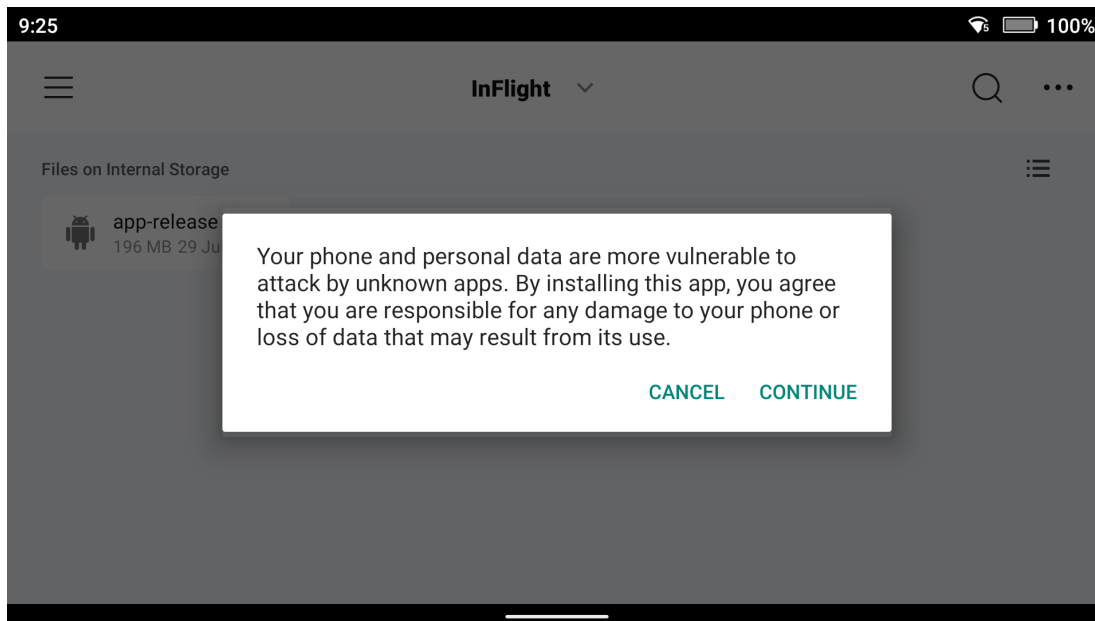 9:25
5
100%
InFlight
Files on Internal Storage
app-release
196 MB 29 Ju
Your phone and personal data are more vulnerable to
attack by unknown apps. By installing this app, you agree
that you are responsible for any damage to your phone or
loss of data that may result from its use.
CANCEL CONTINUE